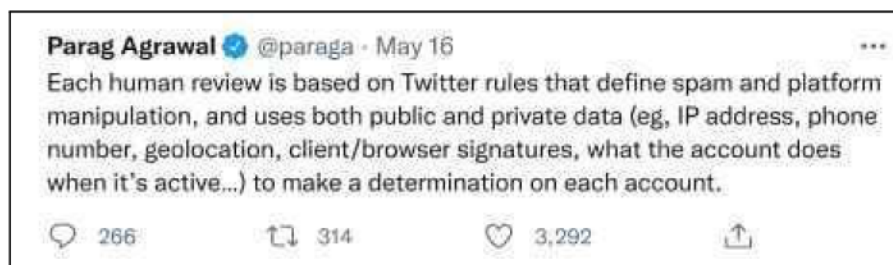 Parag Agrawal @paraga · May 16
Each human review is based on Twitter rules that define spam and platform
manipulation, and uses both public and private data (eg, IP address, phone
number, geolocation, client/browser signatures, what the account does
when it's active...) to make a determination on each account.
266 314 3,292